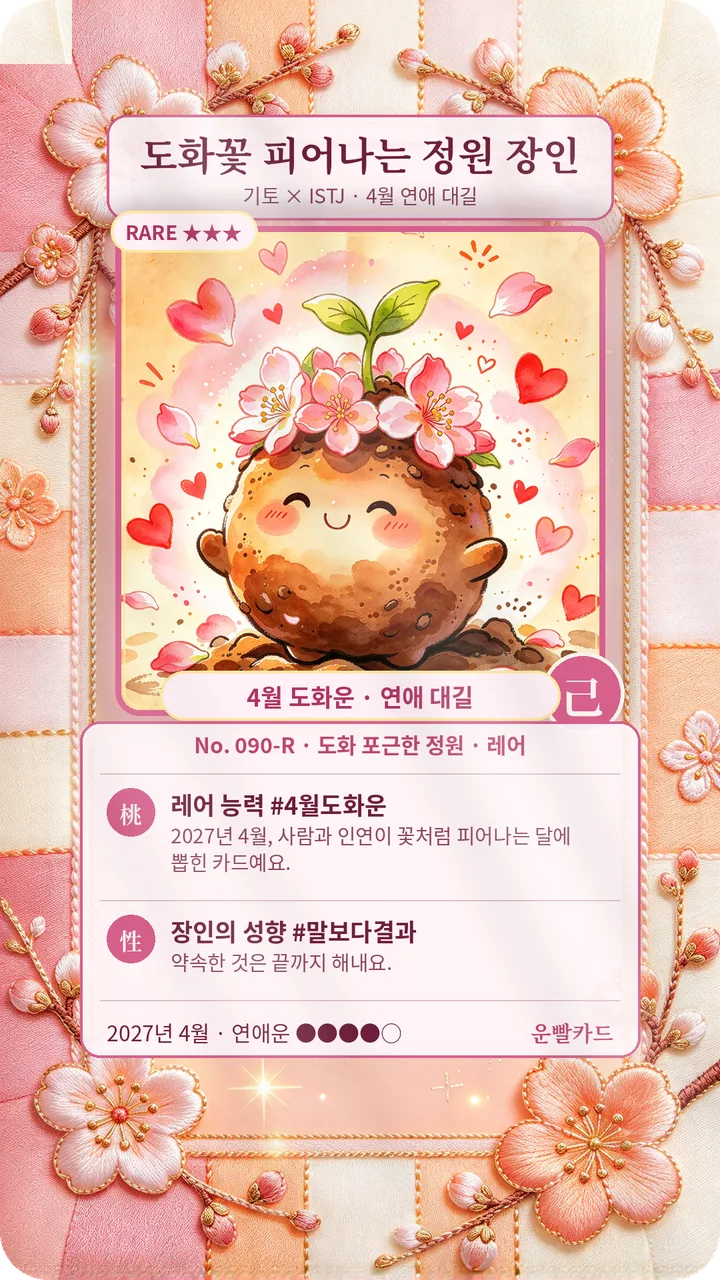 도화꽃 피어나는 정원 장인
기토 × ISTJ · 4월 연애 대길
RARE ★★★
4월 도화운 · 연애 대길
己
No. 090-R · 도화 포근한 정원 · 레어
桃
레어 능력 #4월도화운
2027년 4월, 사람과 인연이 꽃처럼 피어나는 달에
뽑힌 카드예요.
性
장인의 성향 #말보다결과
약속한 것은 끝까지 해내요.
2027년 4월 · 연애운 ●●●●○
운빨카드